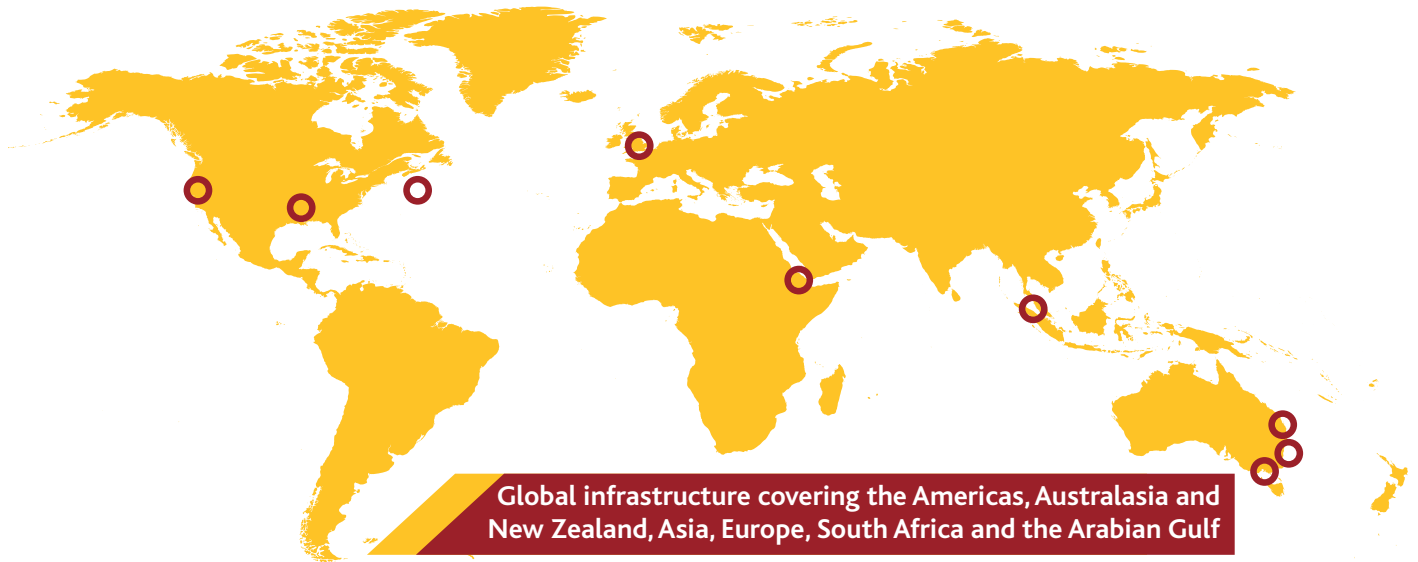 Global infrastructure covering the Americas, Australasia and
New Zealand, Asia, Europe, South Africa and the Arabian Gulf